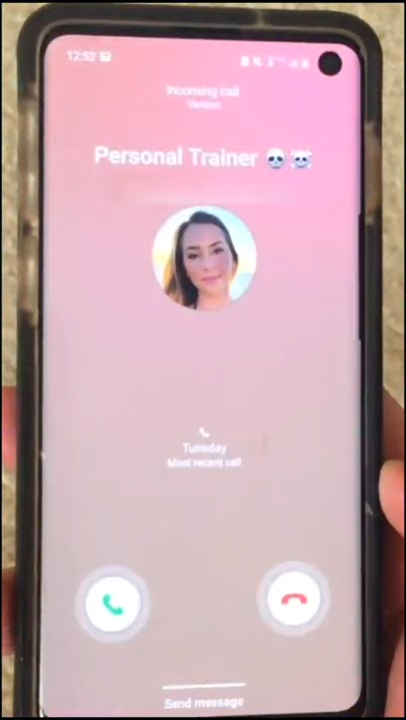 12:52
Incoming call
Verizon
Personal Trainer 💀☠️
Tuesday
Most recent call
Send message